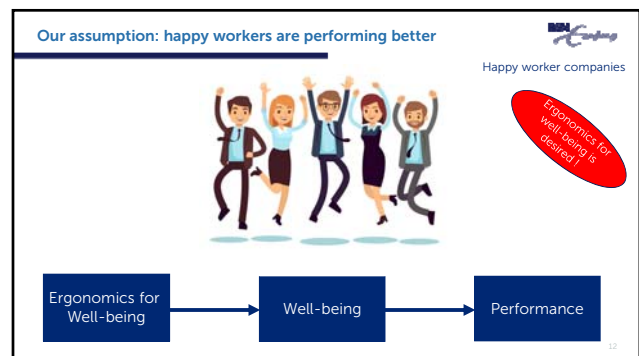 Our assumption: happy workers are performing better
Happy worker companies
Ergonomics for
well-being is
desired !
Ergonomics for
Well-being
Well-being
Performance
12